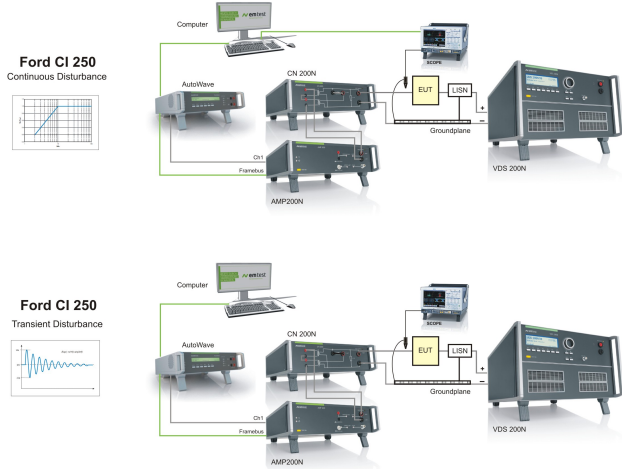 Ford CI 250
Continuous Disturbance
Computer
emtest
SCOPE
CN 200N
AutoWave
EUT
LISN
+
–
Groundplane
Ch1
Framebus
AMP200N
VDS 200N
Ford CI 250
Transient Disturbance
Computer
emtest
SCOPE
CN 200N
AutoWave
EUT
LISN
+
–
Groundplane
Ch1
Framebus
AMP200N
VDS 200N